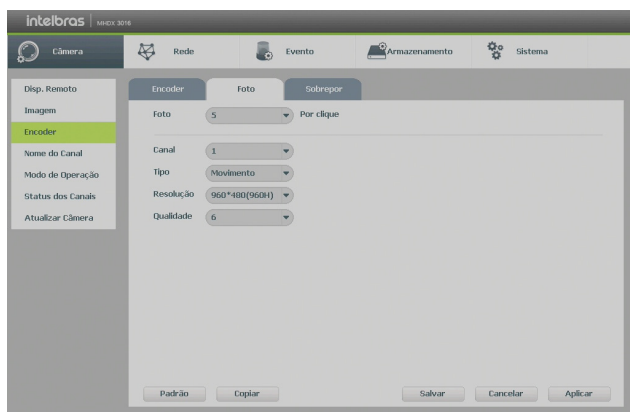 intelbras | MHDX 3016
Câmera Rede Evento Armazenamento Sistema
Disp. Remoto
Imagem
Encoder
Nome do Canal
Modo de Operação
Status dos Canais
Atualizar Câmera
Encoder Foto Sobrepor
Foto 5 Por clique
Canal 1
Tipo Movimento
Resolução 960*480(960H)
Qualidade 6
Padrão Copiar Salvar Cancelar Aplicar